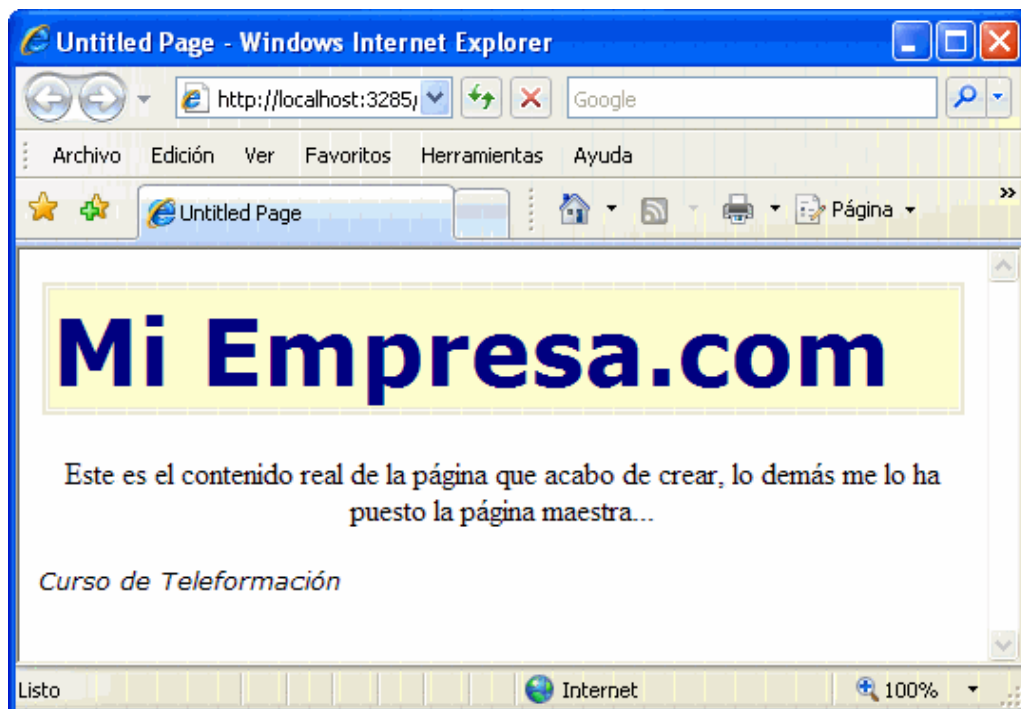 Untitled Page - Windows Internet Explorer
http://localhost:3285/
Google
Archivo Edición Ver Favoritos Herramientas Ayuda
Untitled Page
Página
Mi Empresa.com
Este es el contenido real de la página que acabo de crear, lo demás me lo ha
puesto la página maestra...
Curso de Teleformación
Listo Internet 100%